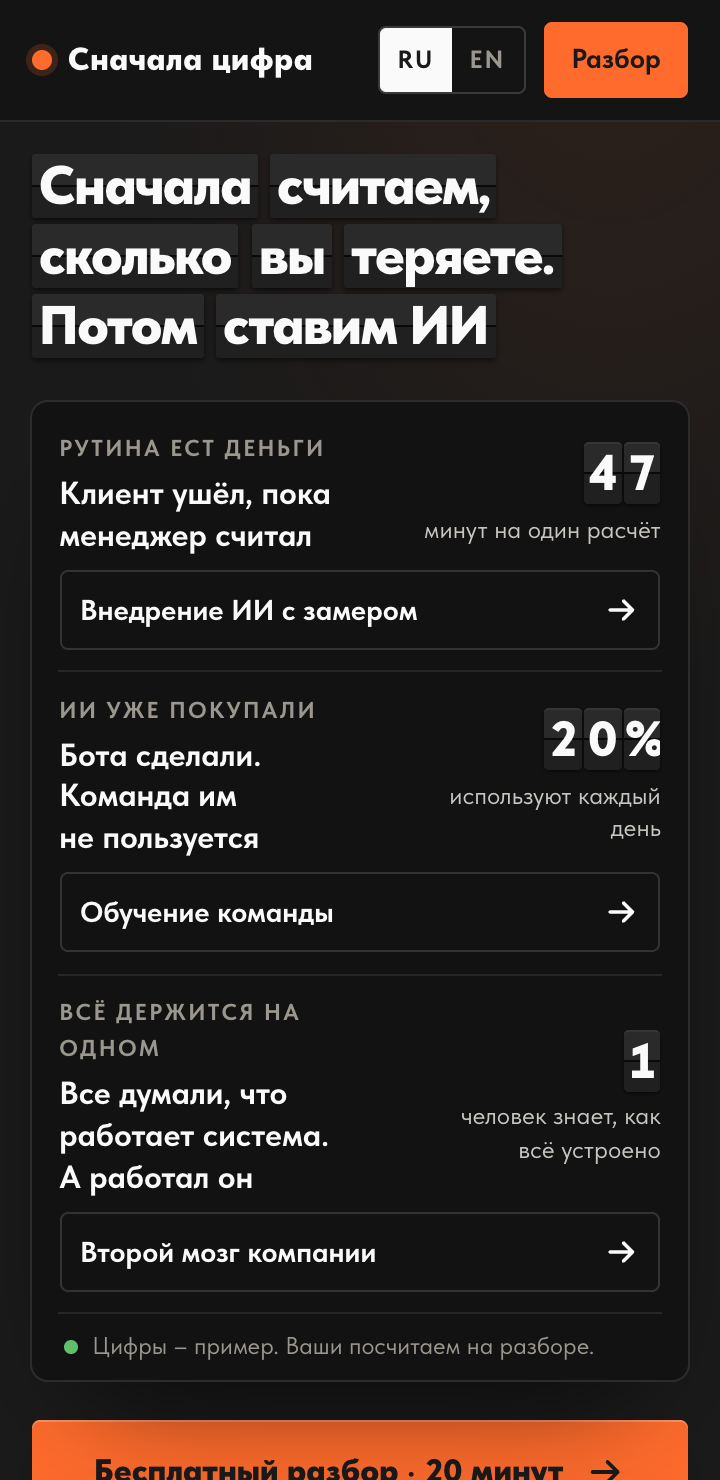 Сначала цифра
RU EN
Разбор
Сначала считаем,
сколько вы теряете.
Потом ставим ИИ
РУТИНА ЕСТ ДЕНЬГИ
Клиент ушёл, пока
менеджер считал
47
минут на один расчёт
Внедрение ИИ с замером →
ИИ УЖЕ ПОКУПАЛИ
Бота сделали.
Команда им
не пользуется
20%
используют каждый
день
Обучение команды →
ВСЁ ДЕРЖИТСЯ НА
ОДНОМ
Все думали, что
работает система.
А работал он
1
человек знает, как
всё устроено
Второй мозг компании →
Цифры – пример. Ваши посчитаем на разборе.
Бесплатный разбор · 20 минут →